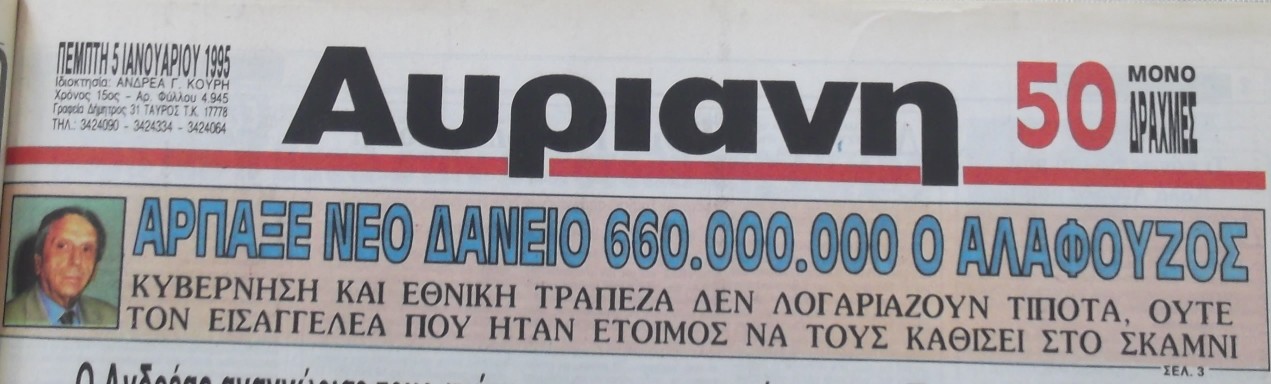 ΠΕΜΠΤΗ 5 ΙΑΝΟΥΑΡΙΟΥ 1995
Ιδιοκτησία: ΑΝΔΡΕΑ Γ. ΚΟΥΡΗ
Χρόνος 15ος - Αρ. Φύλλου 4.945
Γραφεία Δήμητρος 31 ΤΑΥΡΟΣ Τ.Κ. 17778
ΤΗΛ.: 3424090 - 3424334 - 3424064
Αυριανη
50 ΜΟΝΟ
ΔΡΑΧΜΕΣ
ΑΡΠΑΞΕ ΝΕΟ ΔΑΝΕΙΟ 660.000.000 Ο ΑΛΑΦΟΥΖΟΣ
ΚΥΒΕΡΝΗΣΗ ΚΑΙ ΕΘΝΙΚΗ ΤΡΑΠΕΖΑ ΔΕΝ ΛΟΓΑΡΙΑΖΟΥΝ ΤΙΠΟΤΑ, ΟΥΤΕ
ΤΟΝ ΕΙΣΑΓΓΕΛΕΑ ΠΟΥ ΗΤΑΝ ΕΤΟΙΜΟΣ ΝΑ ΤΟΥΣ ΚΑΘΙΣΕΙ ΣΤΟ ΣΚΑΜΝΙ
ΣΕΛ. 3
Ο Ανδρέας